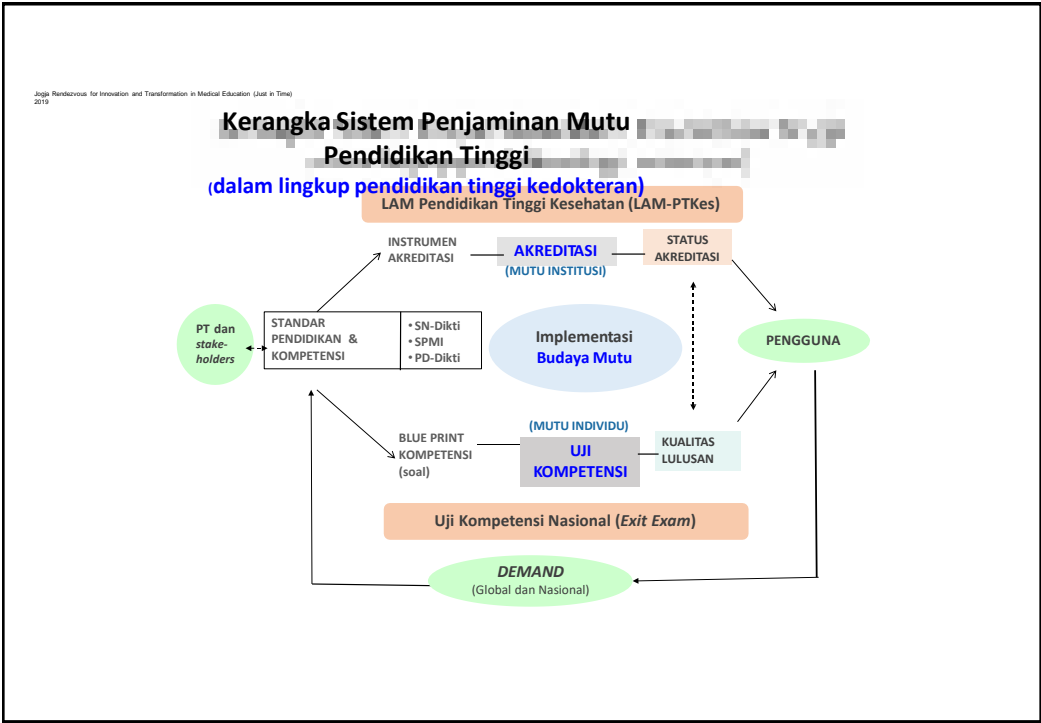 Jogja Rendezvous for Innovation and Transformation in Medical Education (Just in Time)
2019
Kerangka Sistem Penjaminan Mutu
Pendidikan Tinggi
(dalam lingkup pendidikan tinggi kedokteran)
LAM Pendidikan Tinggi Kesehatan (LAM-PTKes)
INSTRUMEN
AKREDITASI
AKREDITASI
(MUTU INSTITUSI)
STATUS
AKREDITASI
PT dan
stake-
holders
STANDAR
PENDIDIKAN &
KOMPETENSI
• SN-Dikti
• SPMI
• PD-Dikti
Implementasi
Budaya Mutu
PENGGUNA
BLUE PRINT
KOMPETENSI
(soal)
(MUTU INDIVIDU)
UJI
KOMPETENSI
KUALITAS
LULUSAN
Uji Kompetensi Nasional (Exit Exam)
DEMAND
(Global dan Nasional)